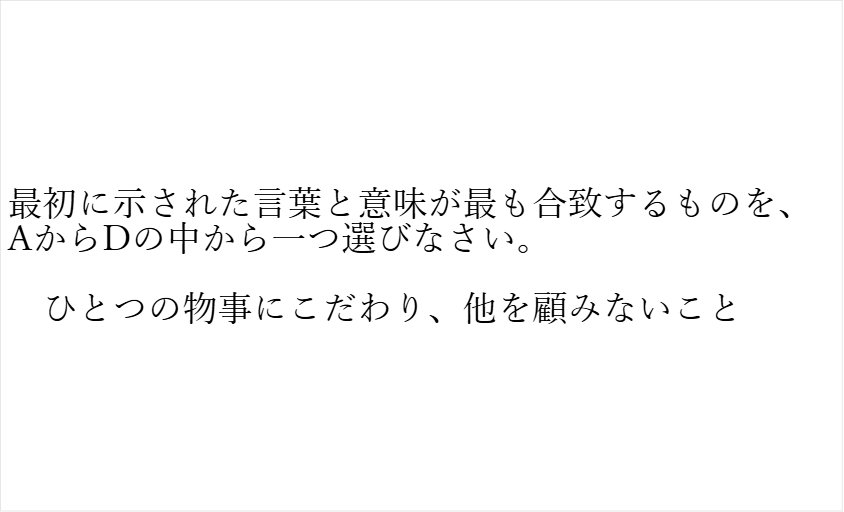 最初に示された言葉と意味が最も合致するものを、
AからDの中から一つ選びなさい。
ひとつの物事にこだわり、他を顧みないこと